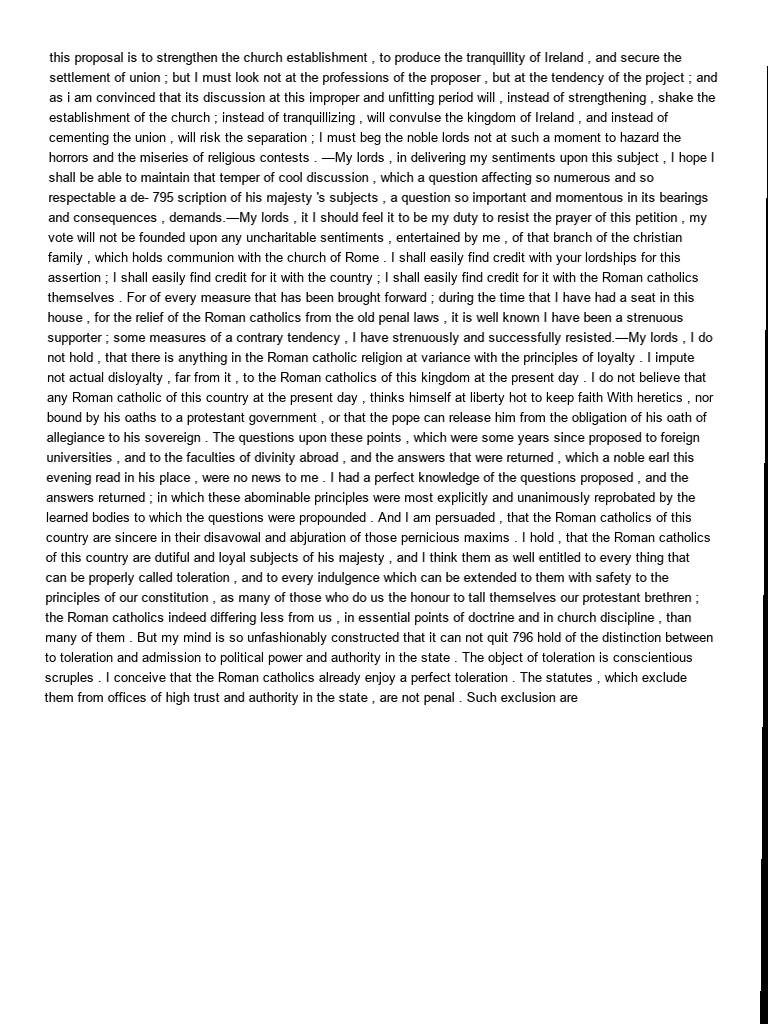 this proposal is to strengthen the church establishment , to produce the tranquillity of Ireland , and secure the
settlement of union ; but I must look not at the professions of the proposer , but at the tendency of the project ; and
as i am convinced that its discussion at this improper and unfitting period will , instead of strengthening , shake the
establishment of the church ; instead of tranquillizing , will convulse the kingdom of Ireland , and instead of
cementing the union , will risk the separation ; I must beg the noble lords not at such a moment to hazard the
horrors and the miseries of religious contests . —My lords , in delivering my sentiments upon this subject , I hope I
shall be able to maintain that temper of cool discussion , which a question affecting so numerous and so
respectable a de- 795 scription of his majesty 's subjects , a question so important and momentous in its bearings
and consequences , demands.—My lords , it I should feel it to be my duty to resist the prayer of this petition , my
vote will not be founded upon any uncharitable sentiments , entertained by me , of that branch of the christian
family , which holds communion with the church of Rome . I shall easily find credit with your lordships for this
assertion ; I shall easily find credit for it with the country ; I shall easily find credit for it with the Roman catholics
themselves . For of every measure that has been brought forward ; during the time that I have had a seat in this
house , for the relief of the Roman catholics from the old penal laws , it is well known I have been a strenuous
supporter ; some measures of a contrary tendency , I have strenuously and successfully resisted.—My lords , I do
not hold , that there is anything in the Roman catholic religion at variance with the principles of loyalty . I impute
not actual disloyalty , far from it , to the Roman catholics of this kingdom at the present day . I do not believe that
any Roman catholic of this country at the present day , thinks himself at liberty hot to keep faith With heretics , nor
bound by his oaths to a protestant government , or that the pope can release him from the obligation of his oath of
allegiance to his sovereign . The questions upon these points , which were some years since proposed to foreign
universities , and to the faculties of divinity abroad , and the answers that were returned , which a noble earl this
evening read in his place , were no news to me . I had a perfect knowledge of the questions proposed , and the
answers returned ; in which these abominable principles were most explicitly and unanimously reprobated by the
learned bodies to which the questions were propounded . And I am persuaded , that the Roman catholics of this
country are sincere in their disavowal and abjuration of those pernicious maxims . I hold , that the Roman catholics
of this country are dutiful and loyal subjects of his majesty , and I think them as well entitled to every thing that
can be properly called toleration , and to every indulgence which can be extended to them with safety to the
principles of our constitution , as many of those who do us the honour to tall themselves our protestant brethren ;
the Roman catholics indeed differing less from us , in essential points of doctrine and in church discipline , than
many of them . But my mind is so unfashionably constructed that it can not quit 796 hold of the distinction between
to toleration and admission to political power and authority in the state . The object of toleration is conscientious
scruples . I conceive that the Roman catholics already enjoy a perfect toleration . The statutes , which exclude
them from offices of high trust and authority in the state , are not penal . Such exclusion are